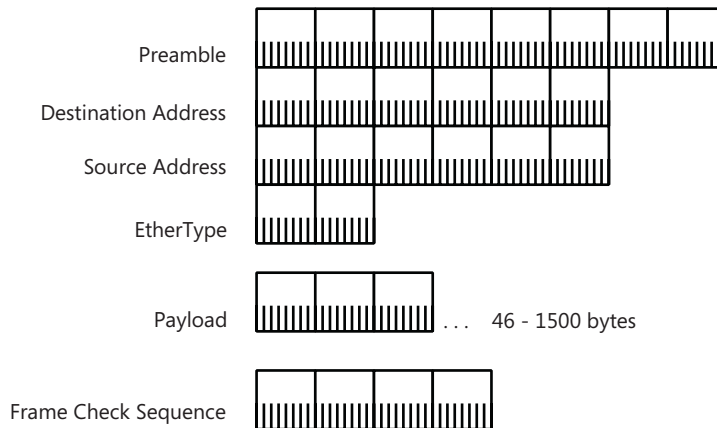 Preamble
Destination Address
Source Address
EtherType
Payload ... 46 - 1500 bytes
Frame Check Sequence